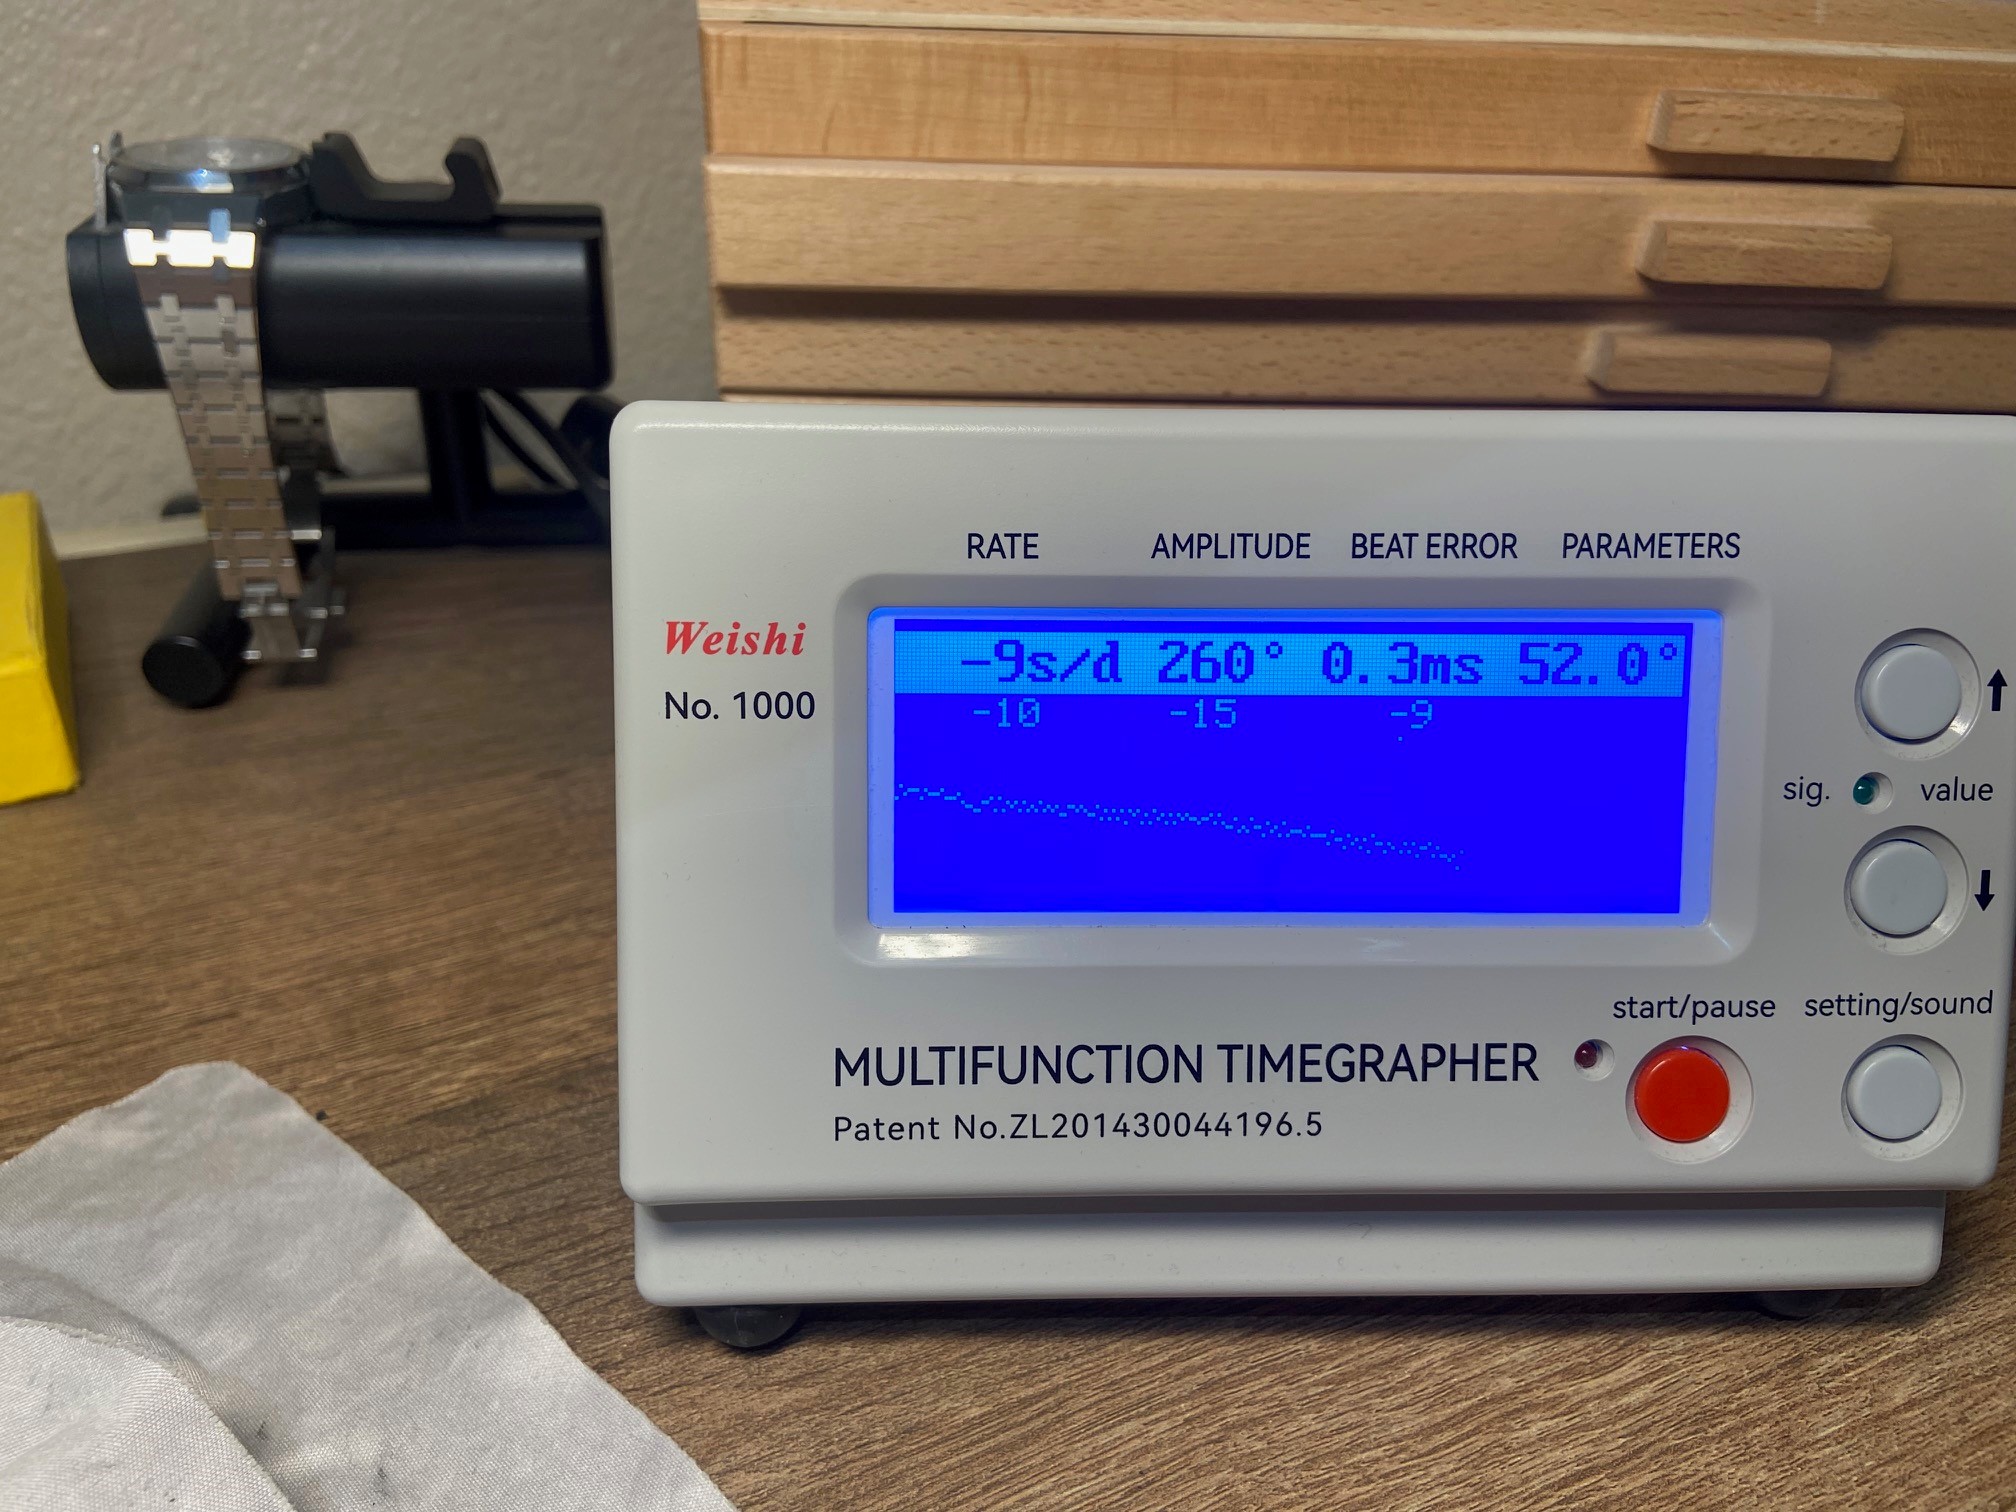 RATE AMPLITUDE BEAT ERROR PARAMETERS
-9s/d 260° 0.3ms 52.0°
-10 -15 -9
Weishi
No. 1000
sig. value
start/pause setting/sound
MULTIFUNCTION TIMEGRAPHER
Patent No.ZL201430044196.5